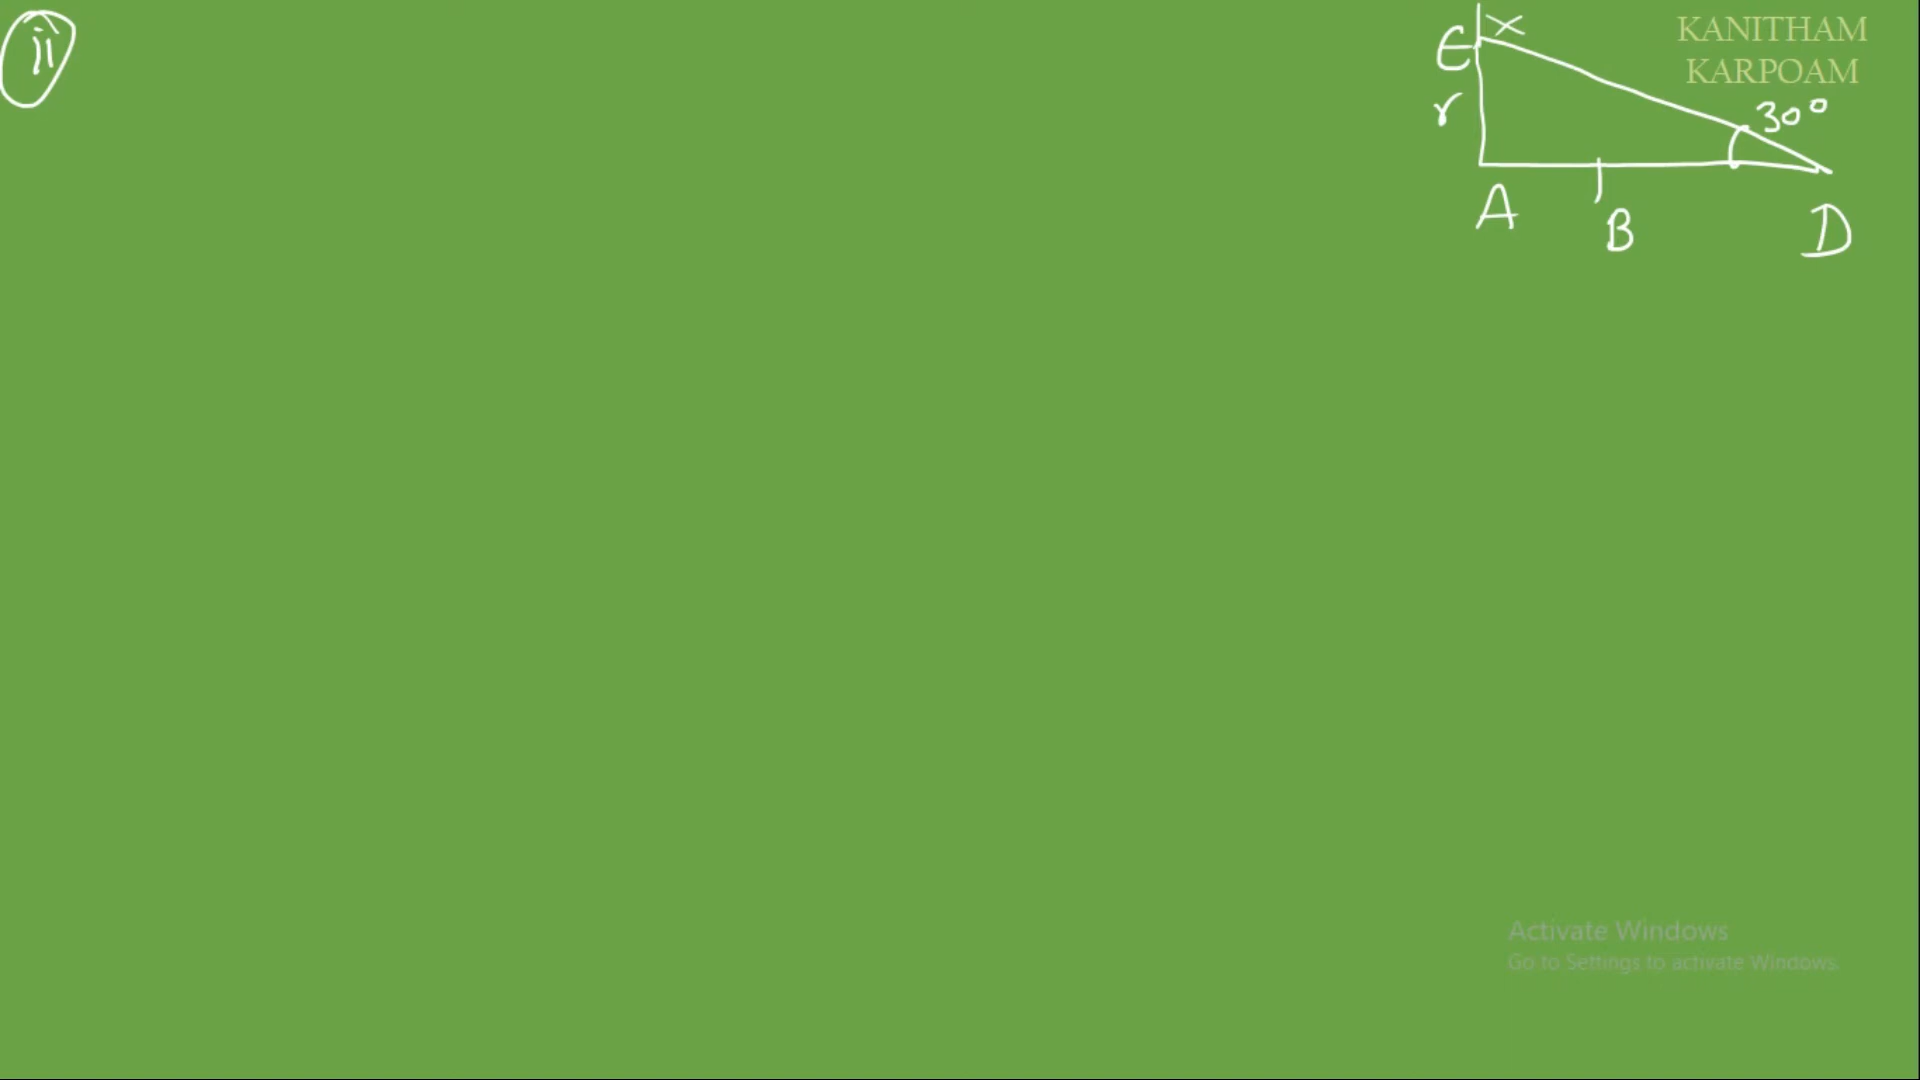 ii
E x
r
30°
A
B
D
KANITHAM
KARPOAM
Activate Windows
Go to Settings to activate Windows.